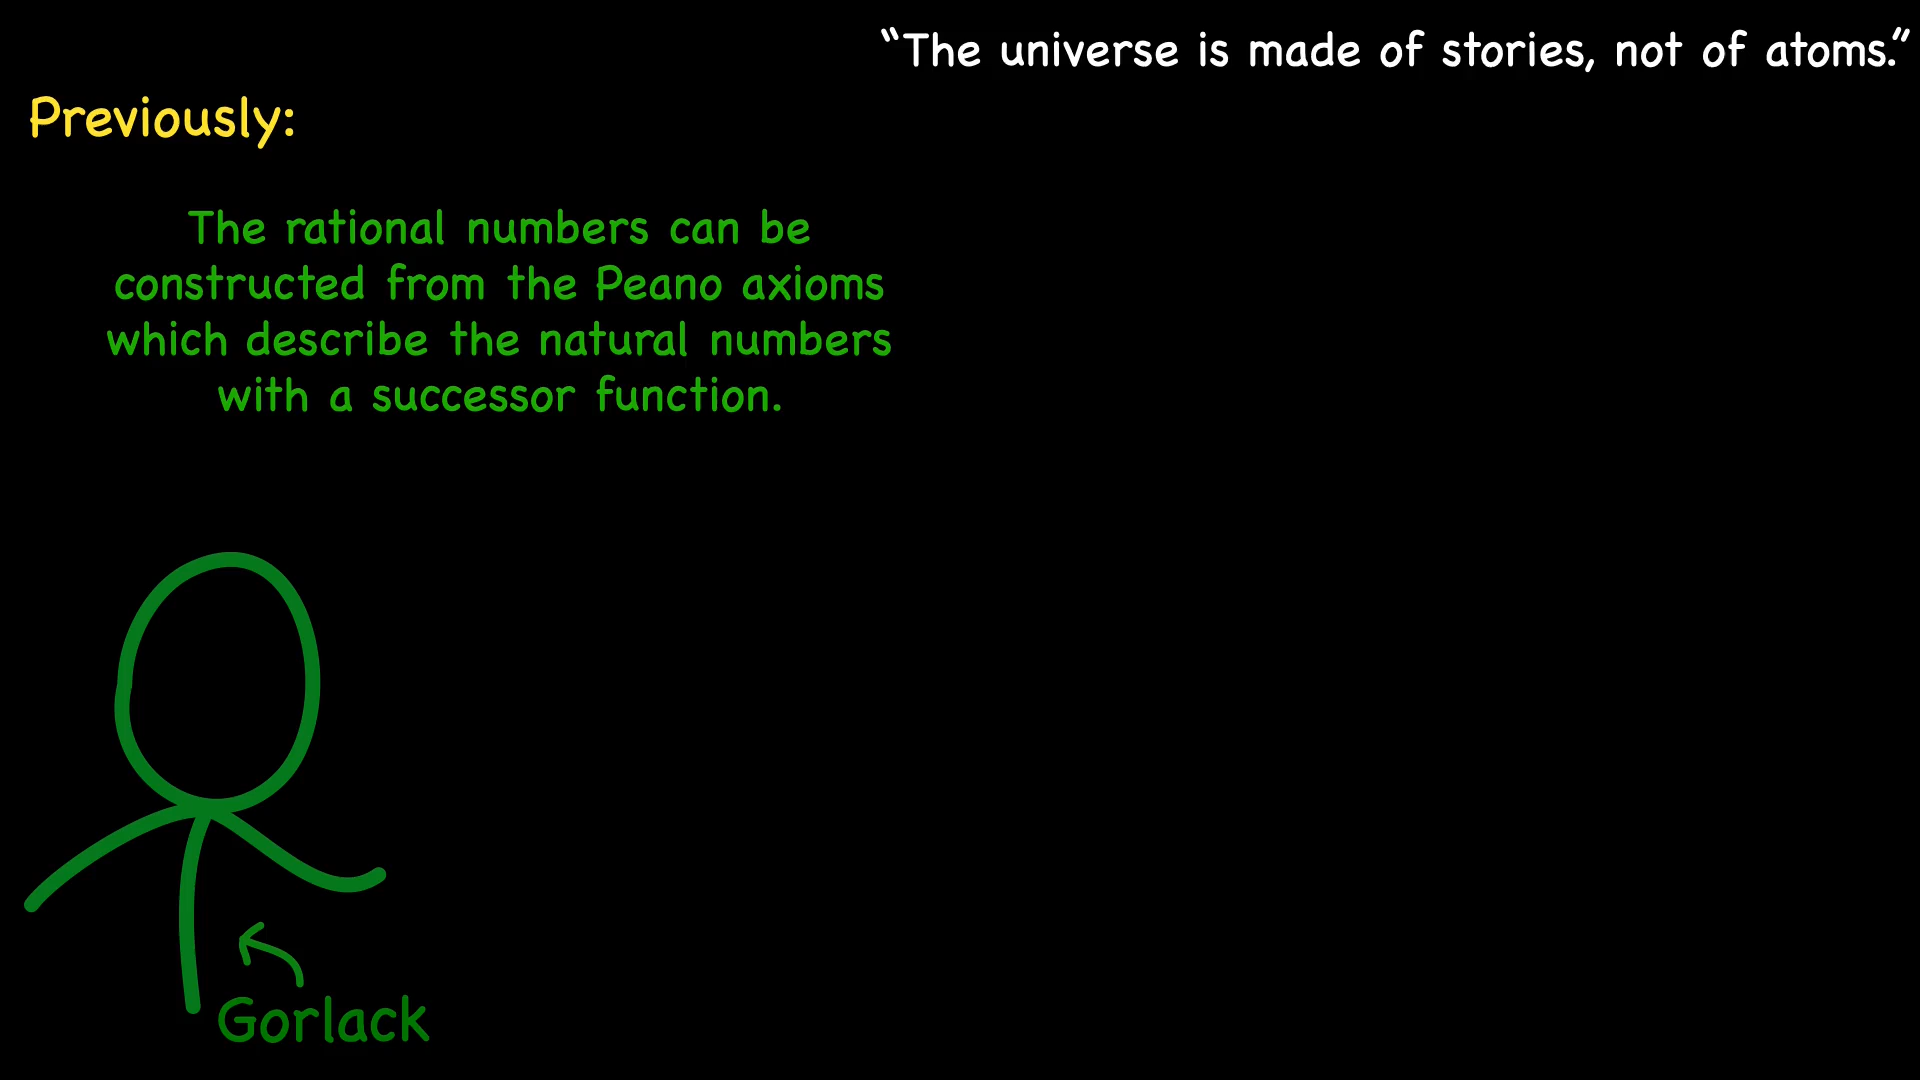 “The universe is made of stories, not of atoms.”
Previously:
The rational numbers can be
constructed from the Peano axioms
which describe the natural numbers
with a successor function.
Gorlack